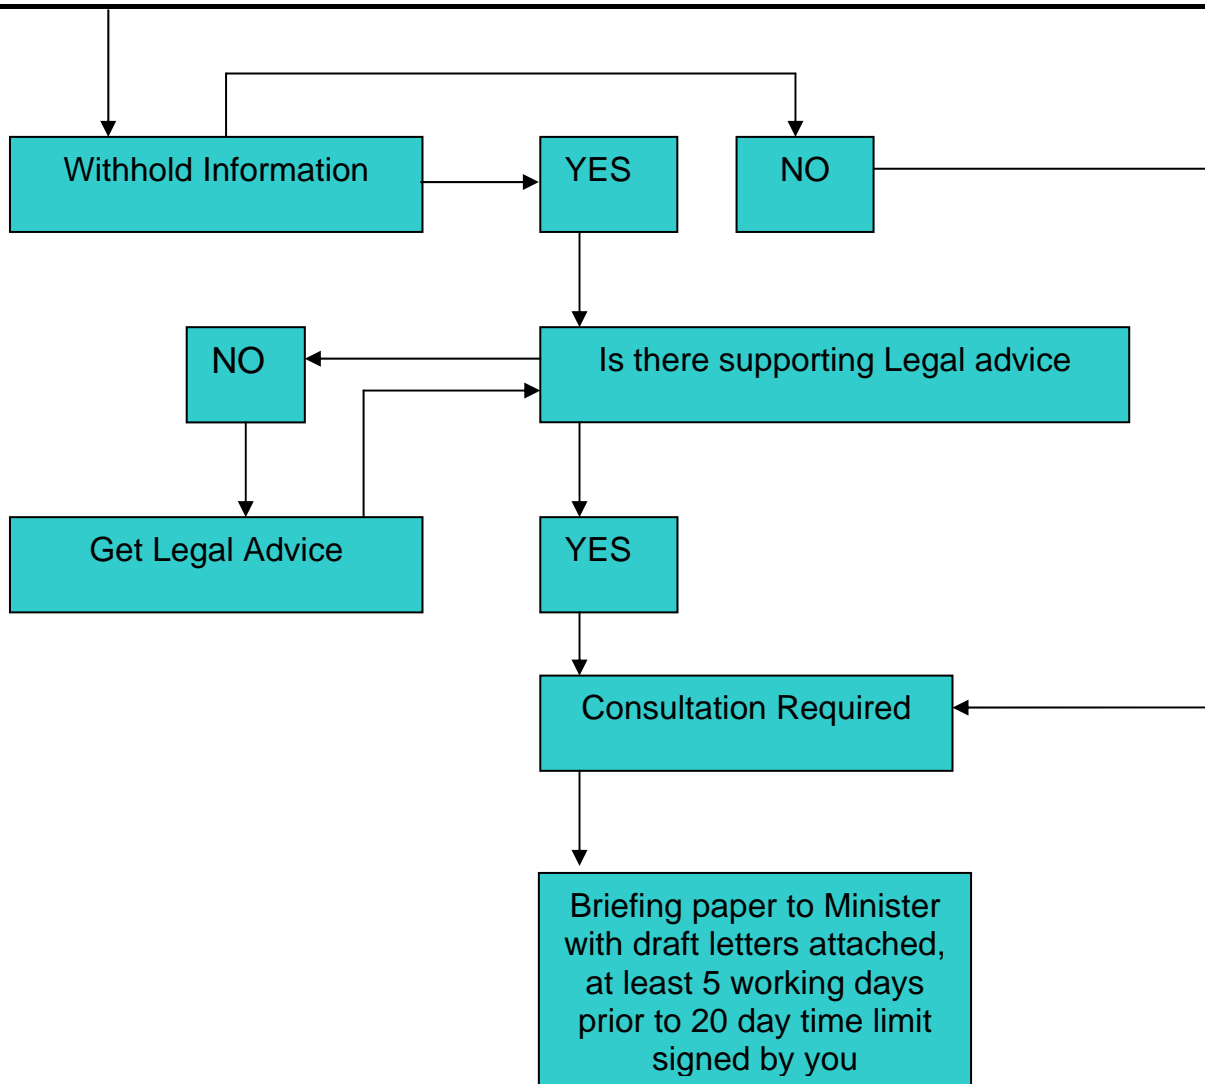 Withhold Information
YES
NO
NO
Is there supporting Legal advice
Get Legal Advice
YES
Consultation Required
Briefing paper to Minister
with draft letters attached,
at least 5 working days
prior to 20 day time limit
signed by you